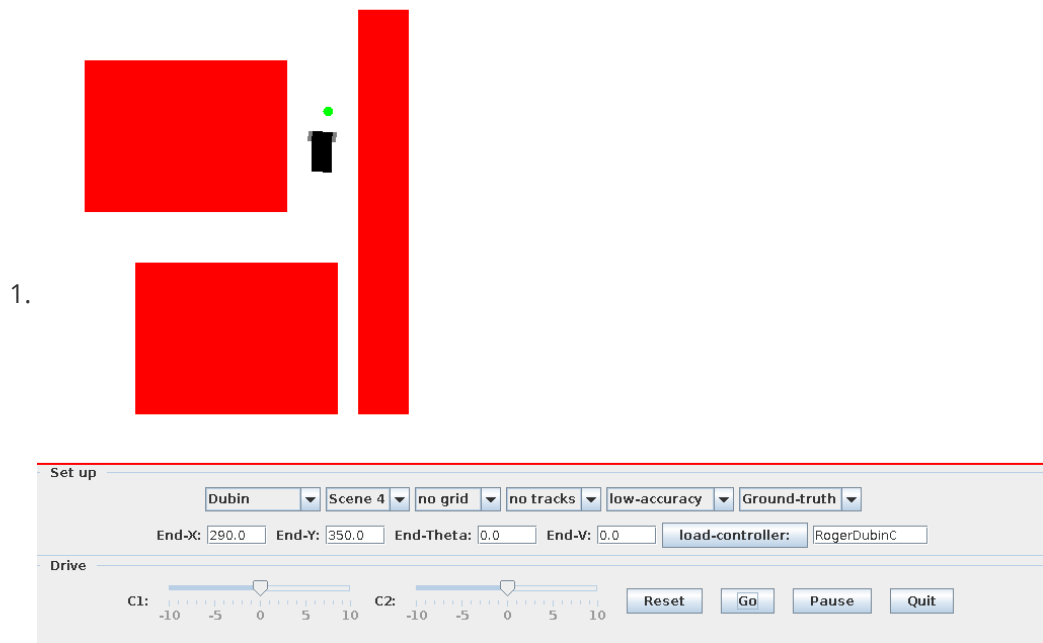 1.
Set up
Dubin Scene 4 no grid no tracks low-accuracy Ground-truth
End-X: 290.0 End-Y: 350.0 End-Theta: 0.0 End-V: 0.0 load-controller: RogerDubinC
Drive
C1: C2: Reset Go Pause Quit
-10 -5 0 5 10 -10 -5 0 5 10